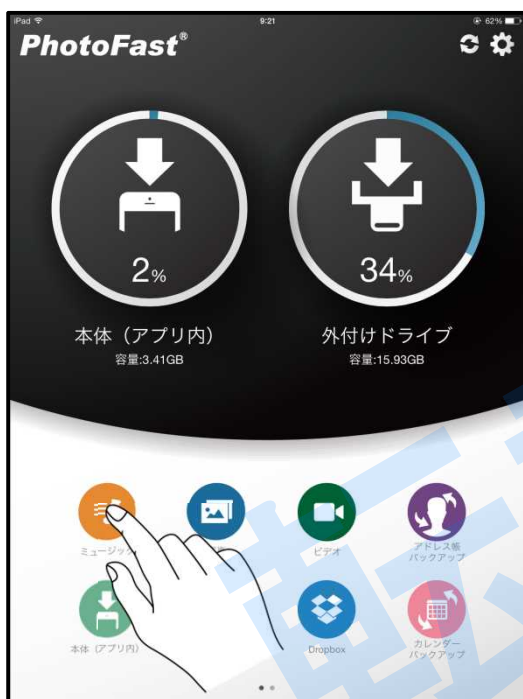 iPad
9:21
62%
PhotoFast®
2%
34%
本体（アプリ内）
容量:3.41GB
外付けドライブ
容量:15.93GB
ミュージック
ビデオ
アドレス帳
バックアップ
本体（アプリ内）
Dropbox
カレンダー
バックアップ